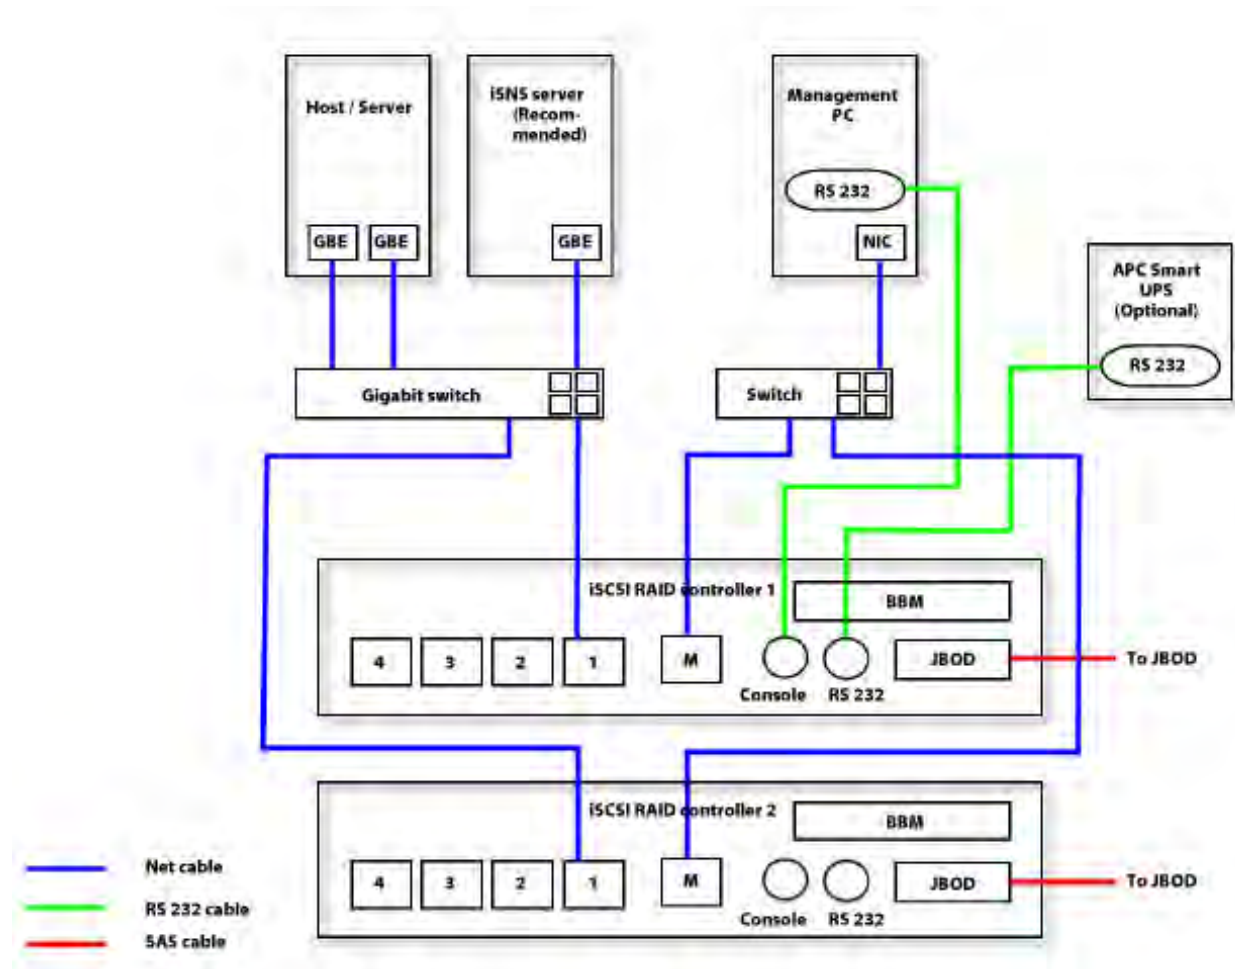 Host / Server
iSNS server
(Recom-
mended)
Management
PC
RS 232
GBE
GBE
GBE
NIC
APC Smart
UPS
(Optional)
RS 232
Gigabit switch
Switch
iSCSI RAID controller 1
BBM
4
3
2
1
M
JBOD
To JBOD
Console
RS 232
iSCSI RAID controller 2
BBM
4
3
2
1
M
JBOD
To JBOD
Console
RS 232
Net cable
RS 232 cable
SAS cable